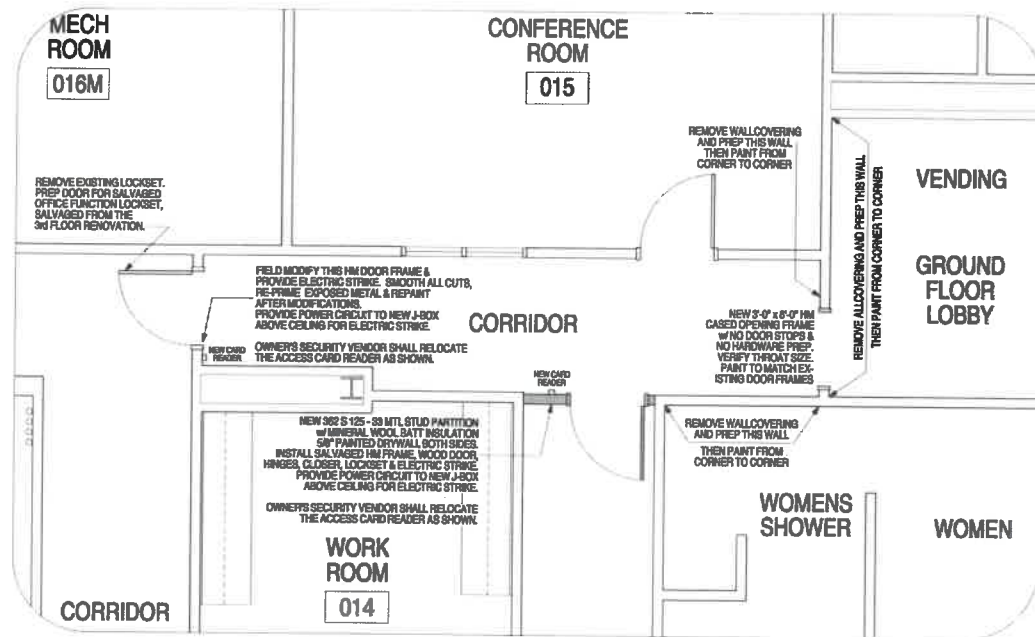 MECH
ROOM
016M
CONFERENCE
ROOM
015
REMOVE WALLCOVERING
AND PREP THIS WALL
THEN PAINT FROM
CORNER TO CORNER
REMOVE ALLCOVERING AND PREP THIS WALL
THEN PAINT FROM CORNER TO CORNER
VENDING
GROUND
FLOOR
LOBBY
REMOVE EXISTING LOCKSET.
PREP DOOR FOR SALVAGED
OFFICE FUNCTION LOCKSET,
SALVAGED FROM THE
3rd FLOOR RENOVATION.
FIELD MODIFY THIS HM DOOR FRAME &
PROVIDE ELECTRIC STRIKE. SMOOTH ALL CUTS,
RE-PRIME EXPOSED METAL & REPAINT
AFTER MODIFICATIONS.
PROVIDE POWER CIRCUIT TO NEW J-BOX
ABOVE CEILING FOR ELECTRIC STRIKE.
OWNER'S SECURITY VENDOR SHALL RELOCATE
THE ACCESS CARD READER AS SHOWN.
NEW CARD
READER
CORRIDOR
NEW 3'-0" x 8'-0" HM
CASED OPENING FRAME
w/ NO DOOR STOPS &
NO HARDWARE PREP.
VERIFY THROAT SIZE.
PAINT TO MATCH EX-
ISTING DOOR FRAMES
NEW CARD
READER
NEW 362 S 125 - 33 MTL STUD PARTITION
w/ MINERAL WOOL BATT INSULATION
5/8" PAINTED DRYWALL BOTH SIDES.
INSTALL SALVAGED HM FRAME, WOOD DOOR,
HINGES, CLOSER, LOCKSET & ELECTRIC STRIKE.
PROVIDE POWER CIRCUIT TO NEW J-BOX
ABOVE CEILING FOR ELECTRIC STRIKE.
OWNER'S SECURITY VENDOR SHALL RELOCATE
THE ACCESS CARD READER AS SHOWN.
REMOVE WALLCOVERING
AND PREP THIS WALL
THEN PAINT FROM
CORNER TO CORNER
WORK
ROOM
014
WOMENS
SHOWER
WOMEN
CORRIDOR